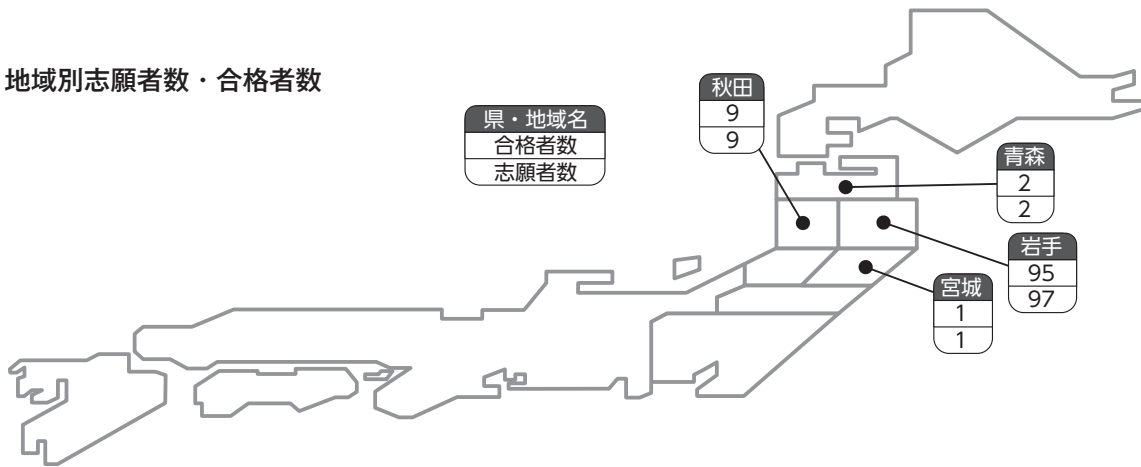 地域別志願者数・合格者数
県・地域名
合格者数
志願者数
秋田
9
9
青森
2
2
岩手
95
97
宮城
1
1